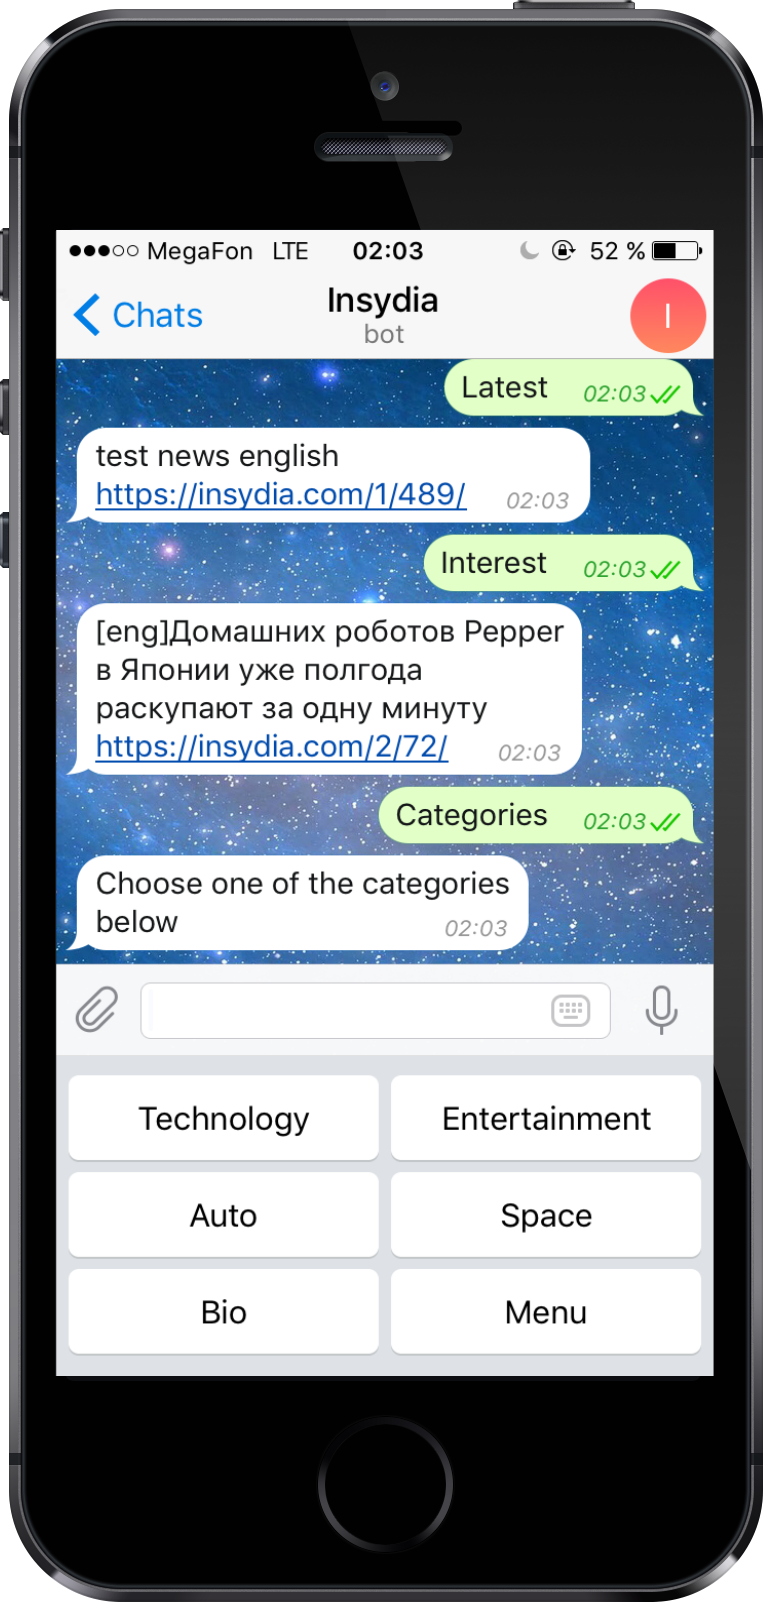 MegaFon LTE 02:03 52 %
Chats
Insydia
bot
I
Latest 02:03
test news english
https://insydia.com/1/489/ 02:03
Interest 02:03
[eng]Домашних роботов Pepper
в Японии уже полгода
раскупают за одну минуту
https://insydia.com/2/72/ 02:03
Categories 02:03
Choose one of the categories
below 02:03
Technology Entertainment
Auto Space
Bio Menu